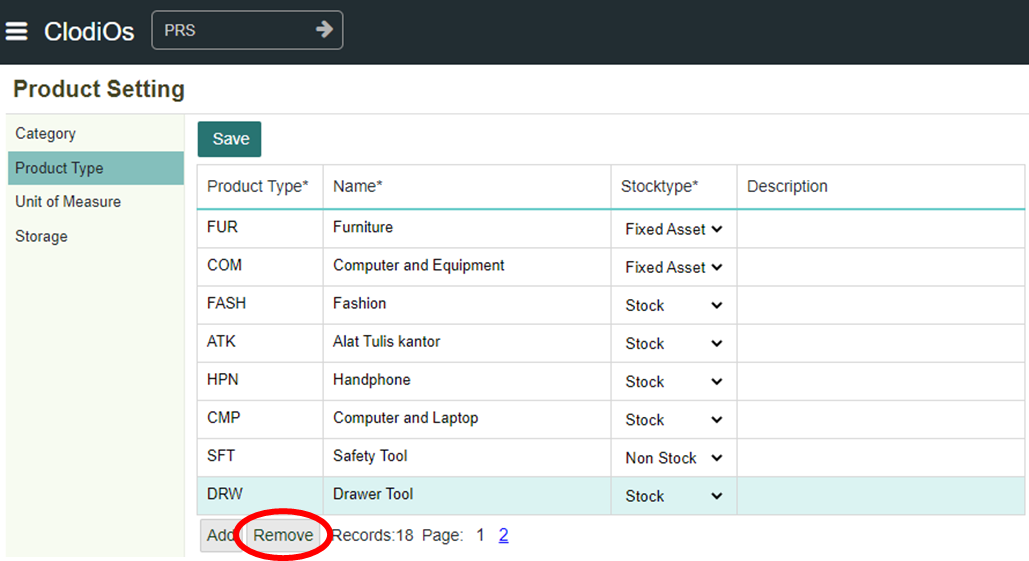 ClodiOs PRS
Product Setting
Category
Product Type
Unit of Measure
Storage
Save
Product Type* Name* Stocktype* Description
FUR Furniture Fixed Asset
COM Computer and Equipment Fixed Asset
FASH Fashion Stock
ATK Alat Tulis kantor Stock
HPN Handphone Stock
CMP Computer and Laptop Stock
SFT Safety Tool Non Stock
DRW Drawer Tool Stock
Add Remove Records:18 Page: 1 2